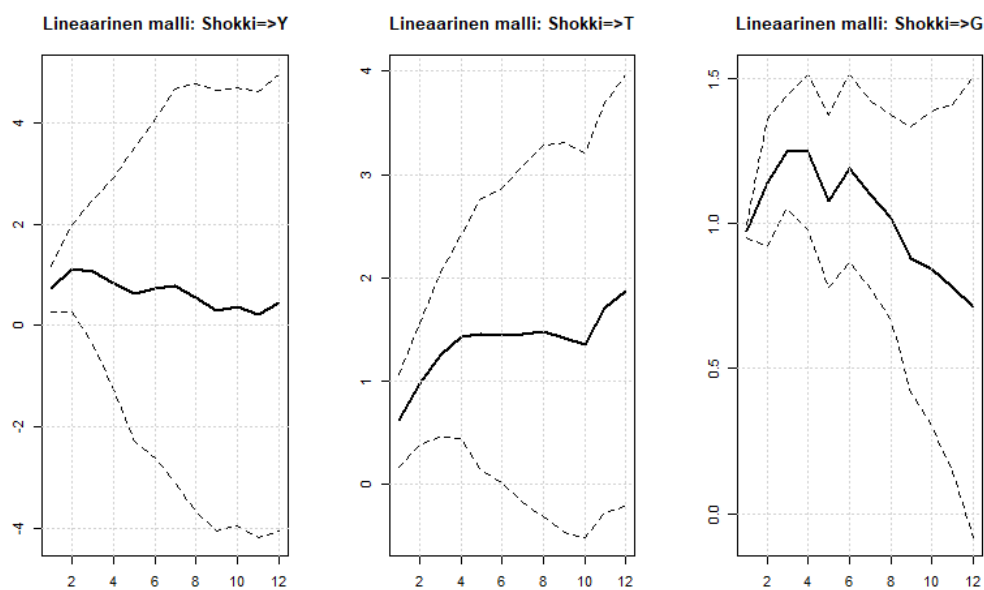 Lineaarinen malli: Shokki=>Y
Lineaarinen malli: Shokki=>T
Lineaarinen malli: Shokki=>G
4
2
0
-2
-4
2 4 6 8 10 12
4
3
2
1
0
2 4 6 8 10 12
1.5
1.0
0.5
0.0
2 4 6 8 10 12